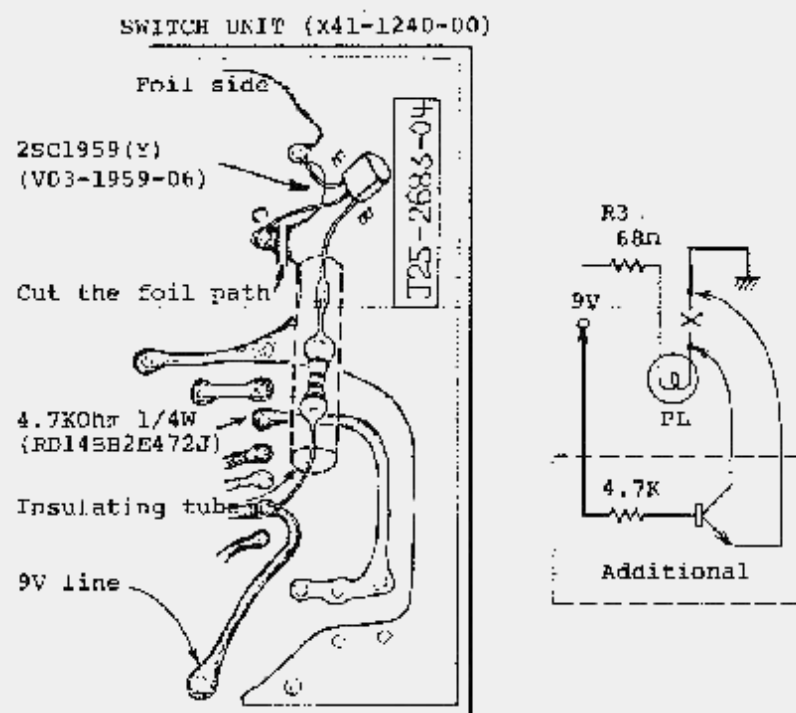 SWITCH UNIT (X41-1240-00)
Foil side
2SC1959(Y)
(V03-1959-06)
E
C
B
J25-2683-04
Cut the foil path
4.7KOhm 1/4W
(RD14BB2E472J)
Insulating tube
9V line
R3
68Ω
9V
PL
4.7K
Additional